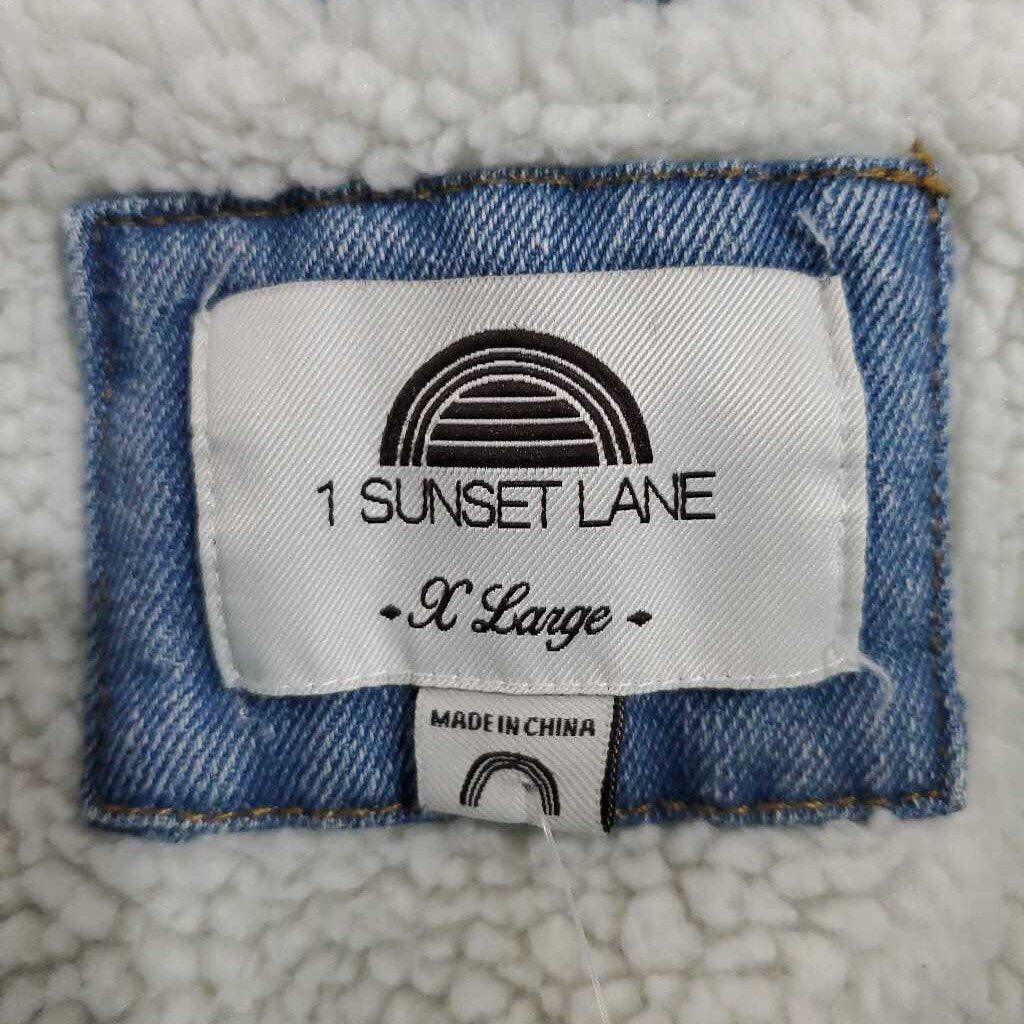 1 SUNSET LANE
X Large
MADE IN CHINA